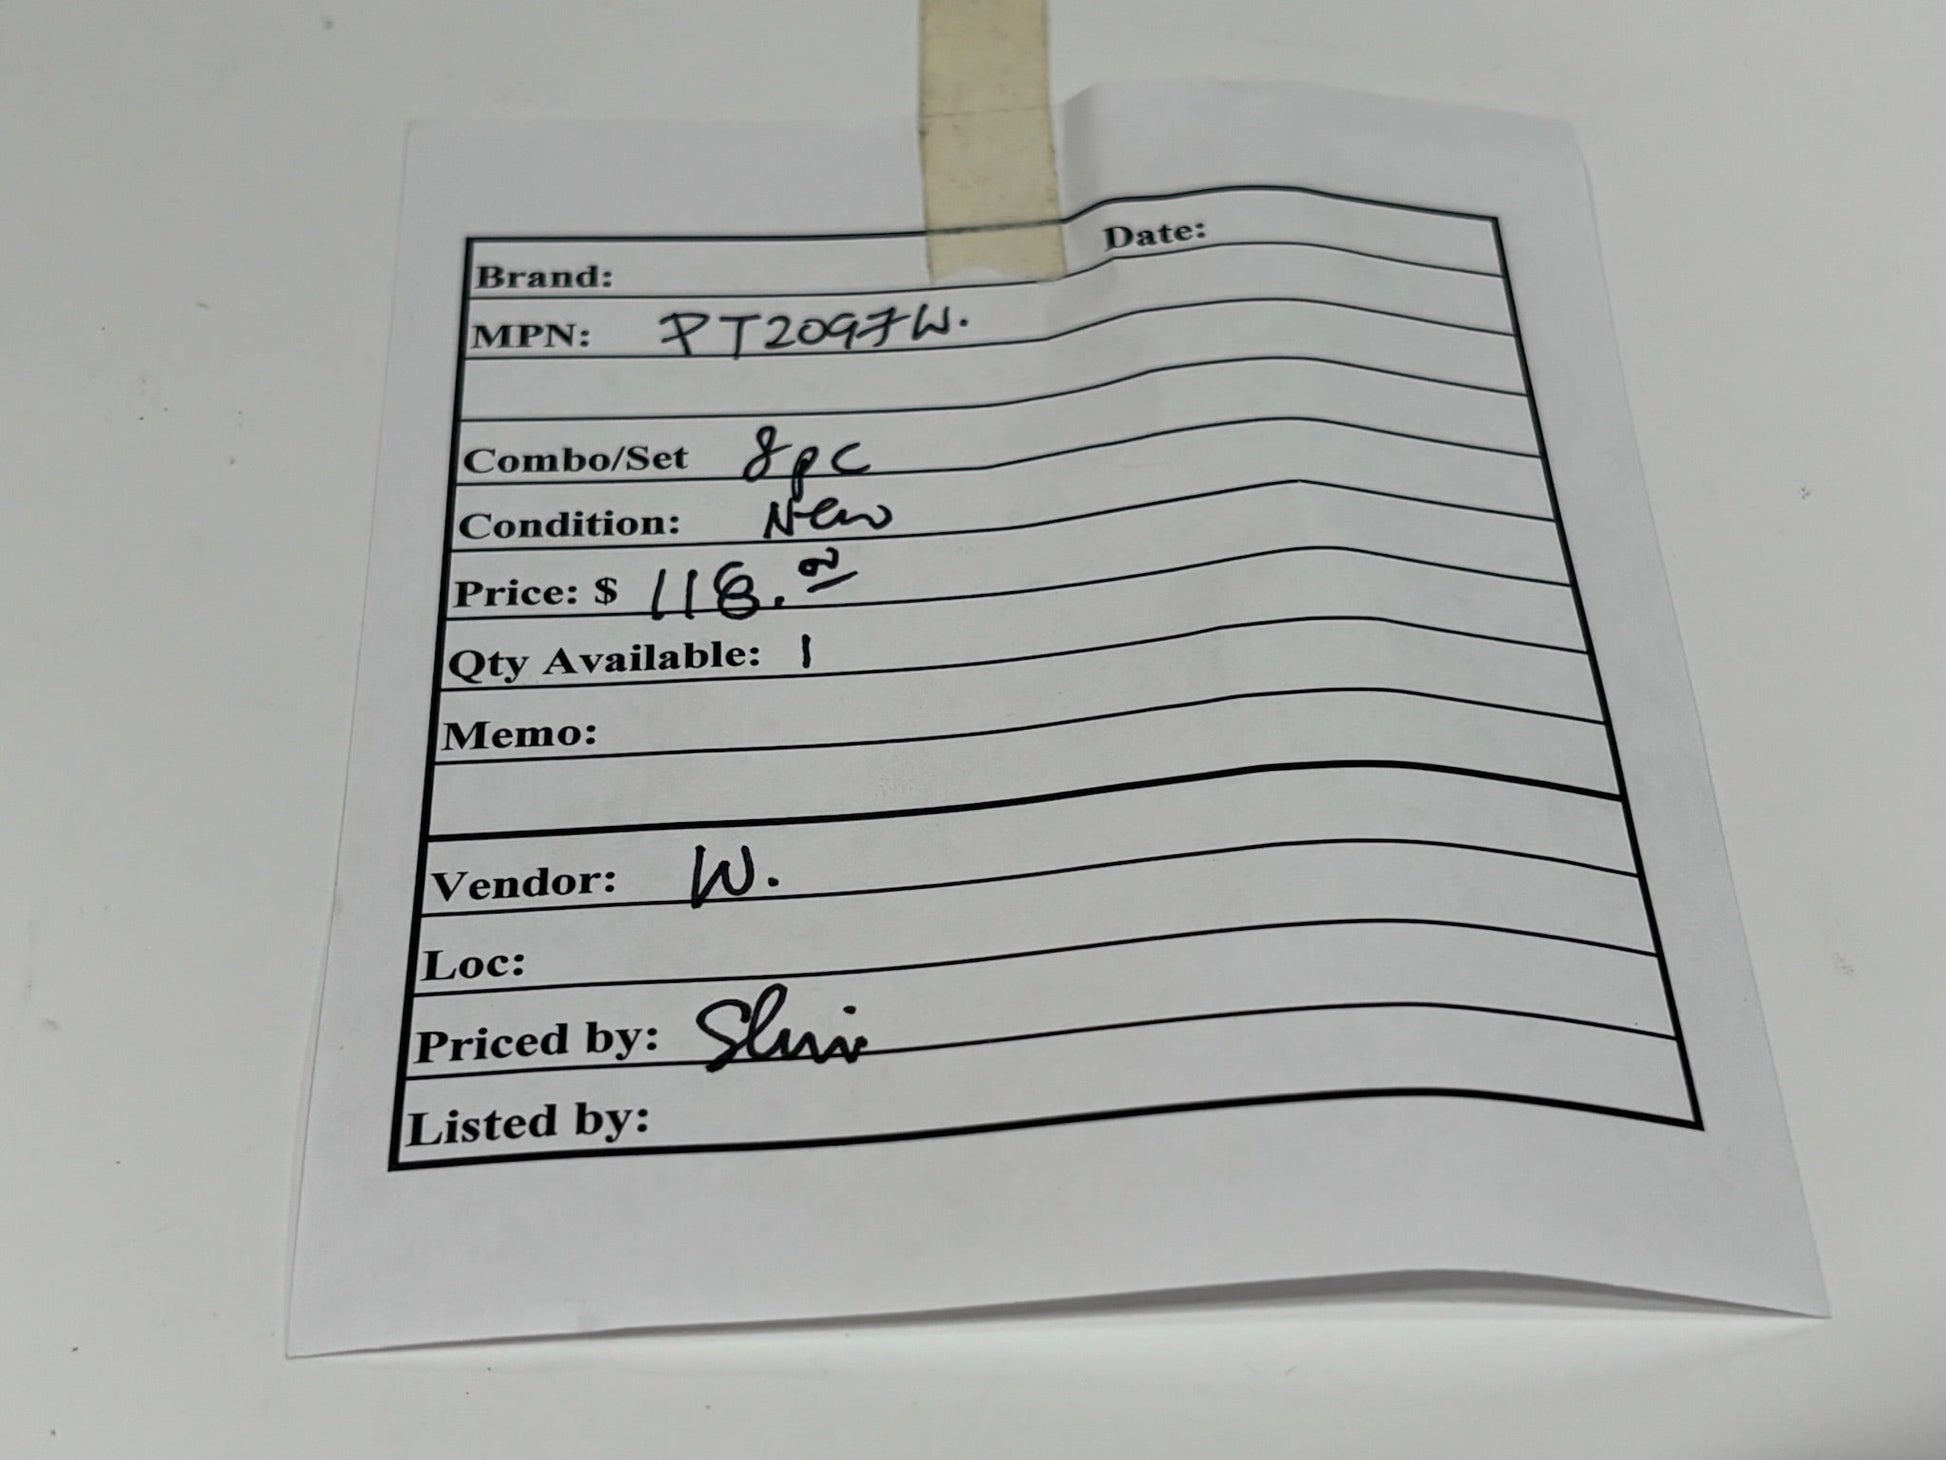 Date:
Brand:
MPN: PT2097W.
Combo/Set 8pc
Condition: New
Price: $ 118.00
Qty Available: 1
Memo:
Vendor: W.
Loc:
Priced by:
Listed by: